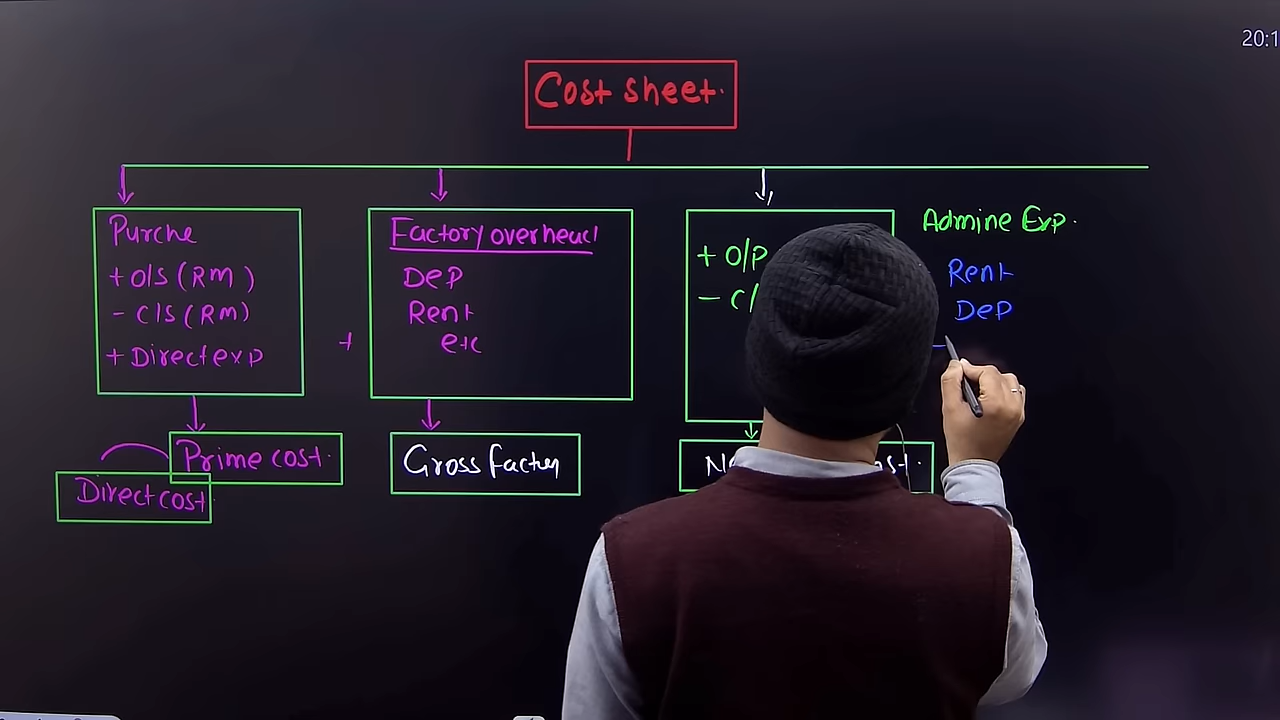 20:1
Cost sheet.
Purche
+ O/S (RM)
- C/S (RM)
+ Direct exp
Prime cost.
Direct cost
+
Factory overhead
Dep
Rent
etc
Gross Factury
+ O/P
- C/
Admine Exp.
Rent
Dep